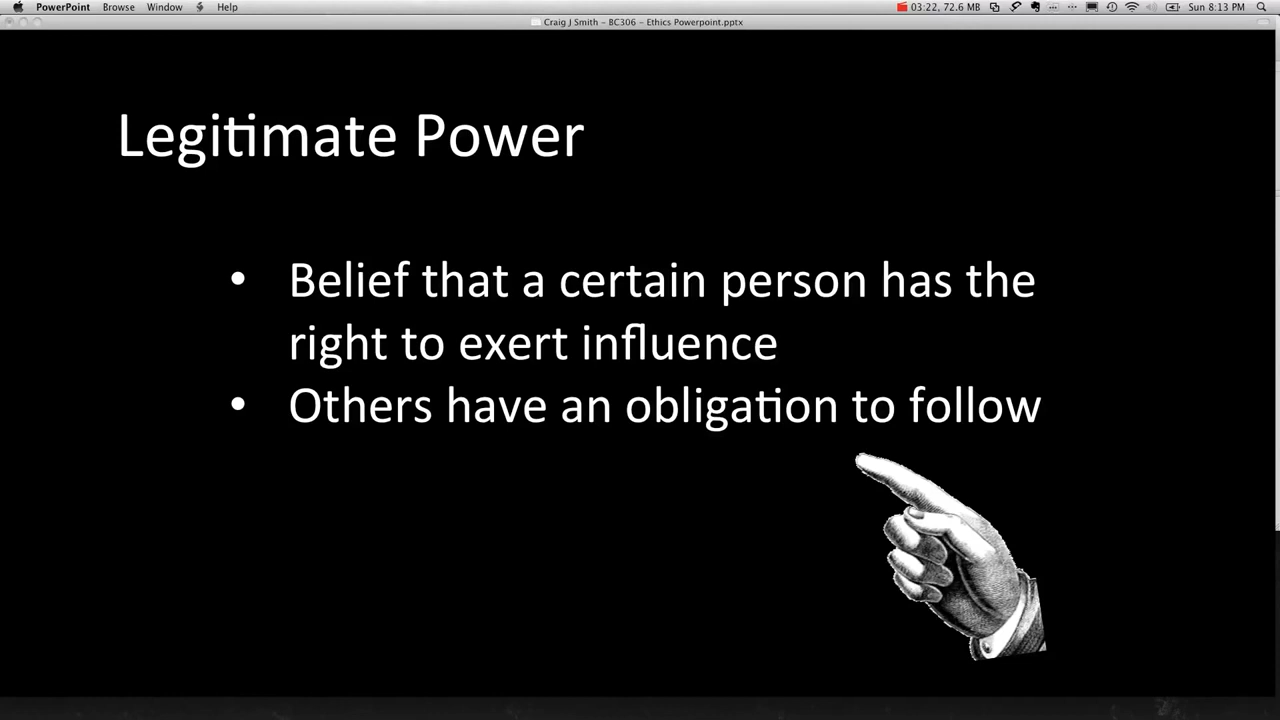 PowerPoint Browse Window Help 03:22, 72.6 MB Sun 8:13 PM
Craig J Smith – BC306 – Ethics Powerpoint.pptx
Legitimate Power
• Belief that a certain person has the
right to exert influence
• Others have an obligation to follow